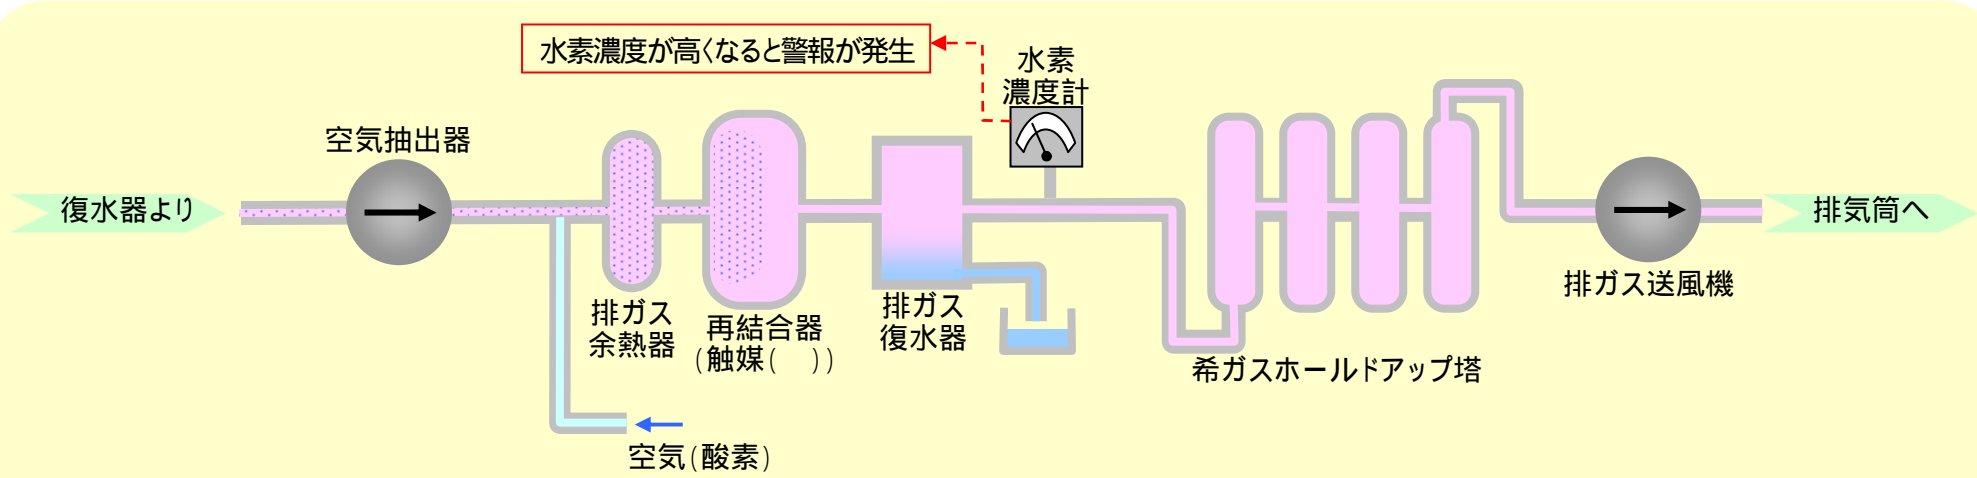 水素濃度が高くなると警報が発生
水素
濃度計
空気抽出器
復水器より
排気筒へ
排ガス送風機
排ガス
余熱器
再結合器
(触媒(　))
排ガス
復水器
希ガスホールドアップ塔
空気(酸素)